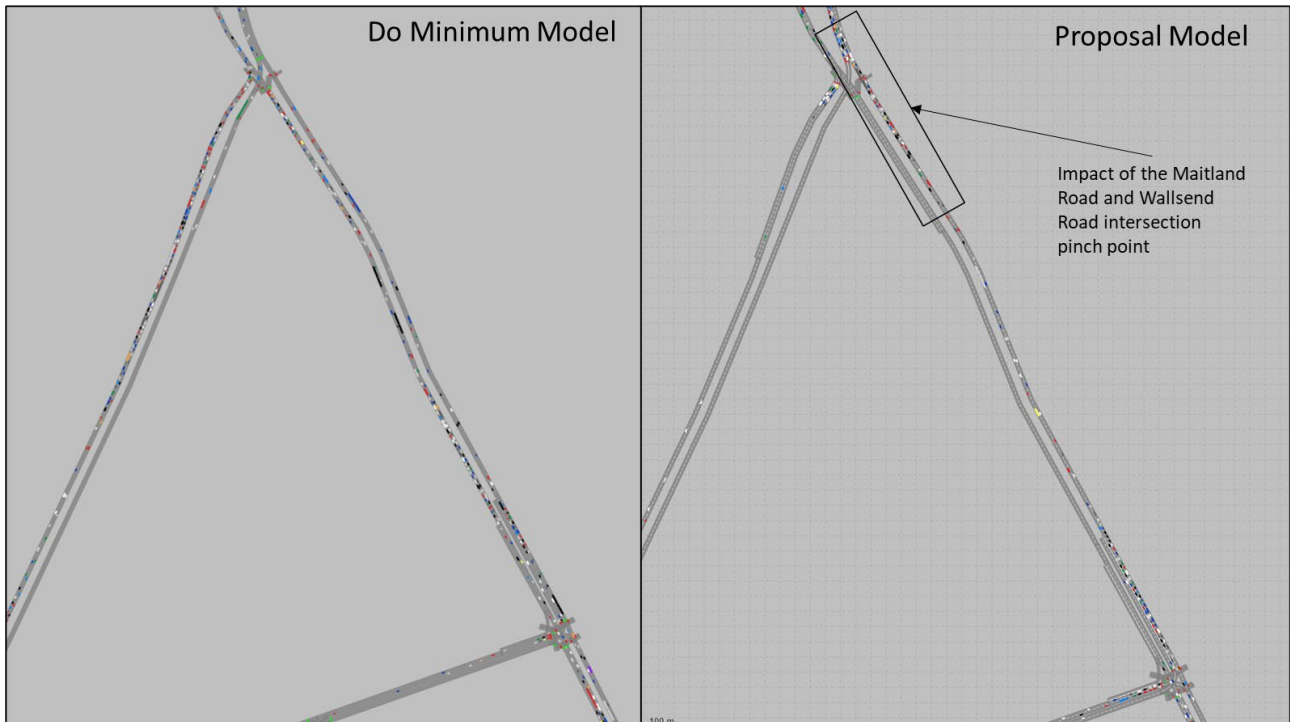 Do Minimum Model
Proposal Model
Impact of the Maitland
Road and Wallsend
Road intersection
pinch point
100 m